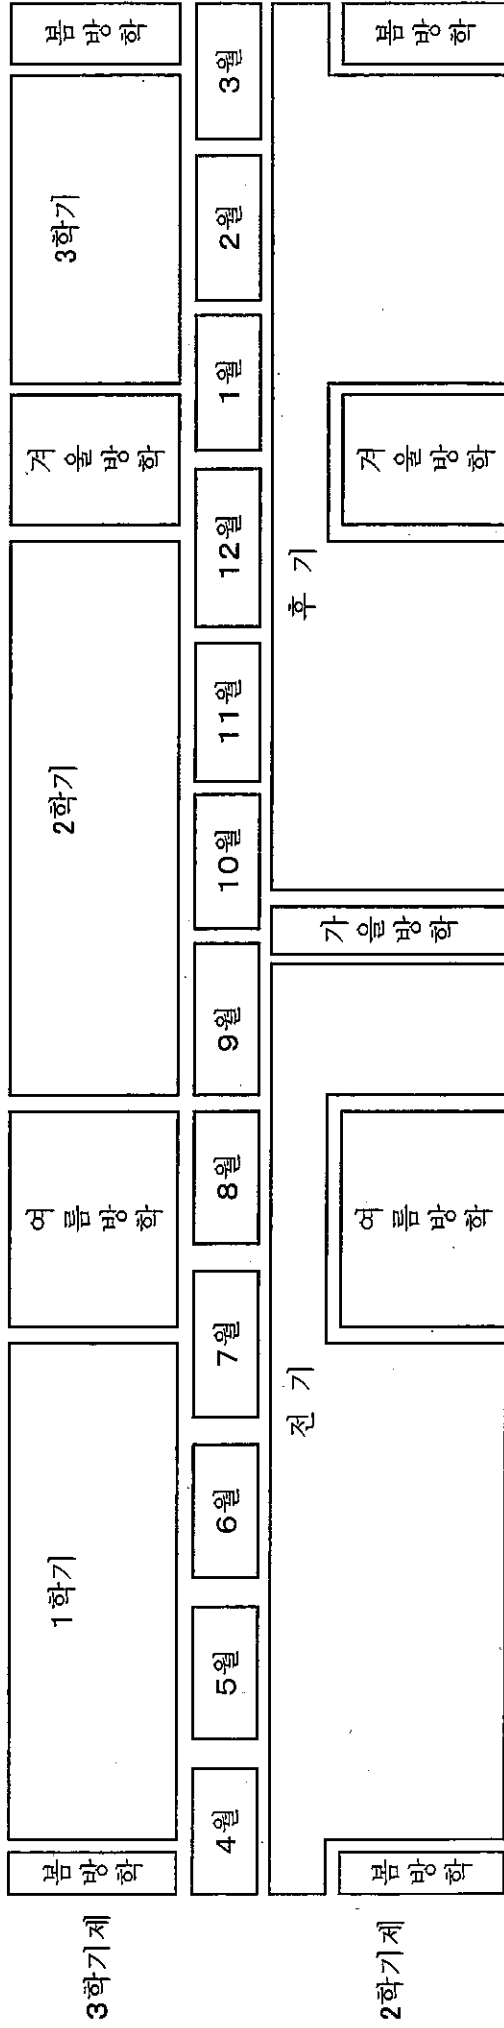 3학기제
봄방학
1학기
여름방학
2학기
겨울방학
3학기
봄방학
4월
5월
6월
7월
8월
9월
10월
11월
12월
1월
2월
3월
2학기제
전 기
가을방학
후 기
봄방학
여름방학
겨울방학
봄방학